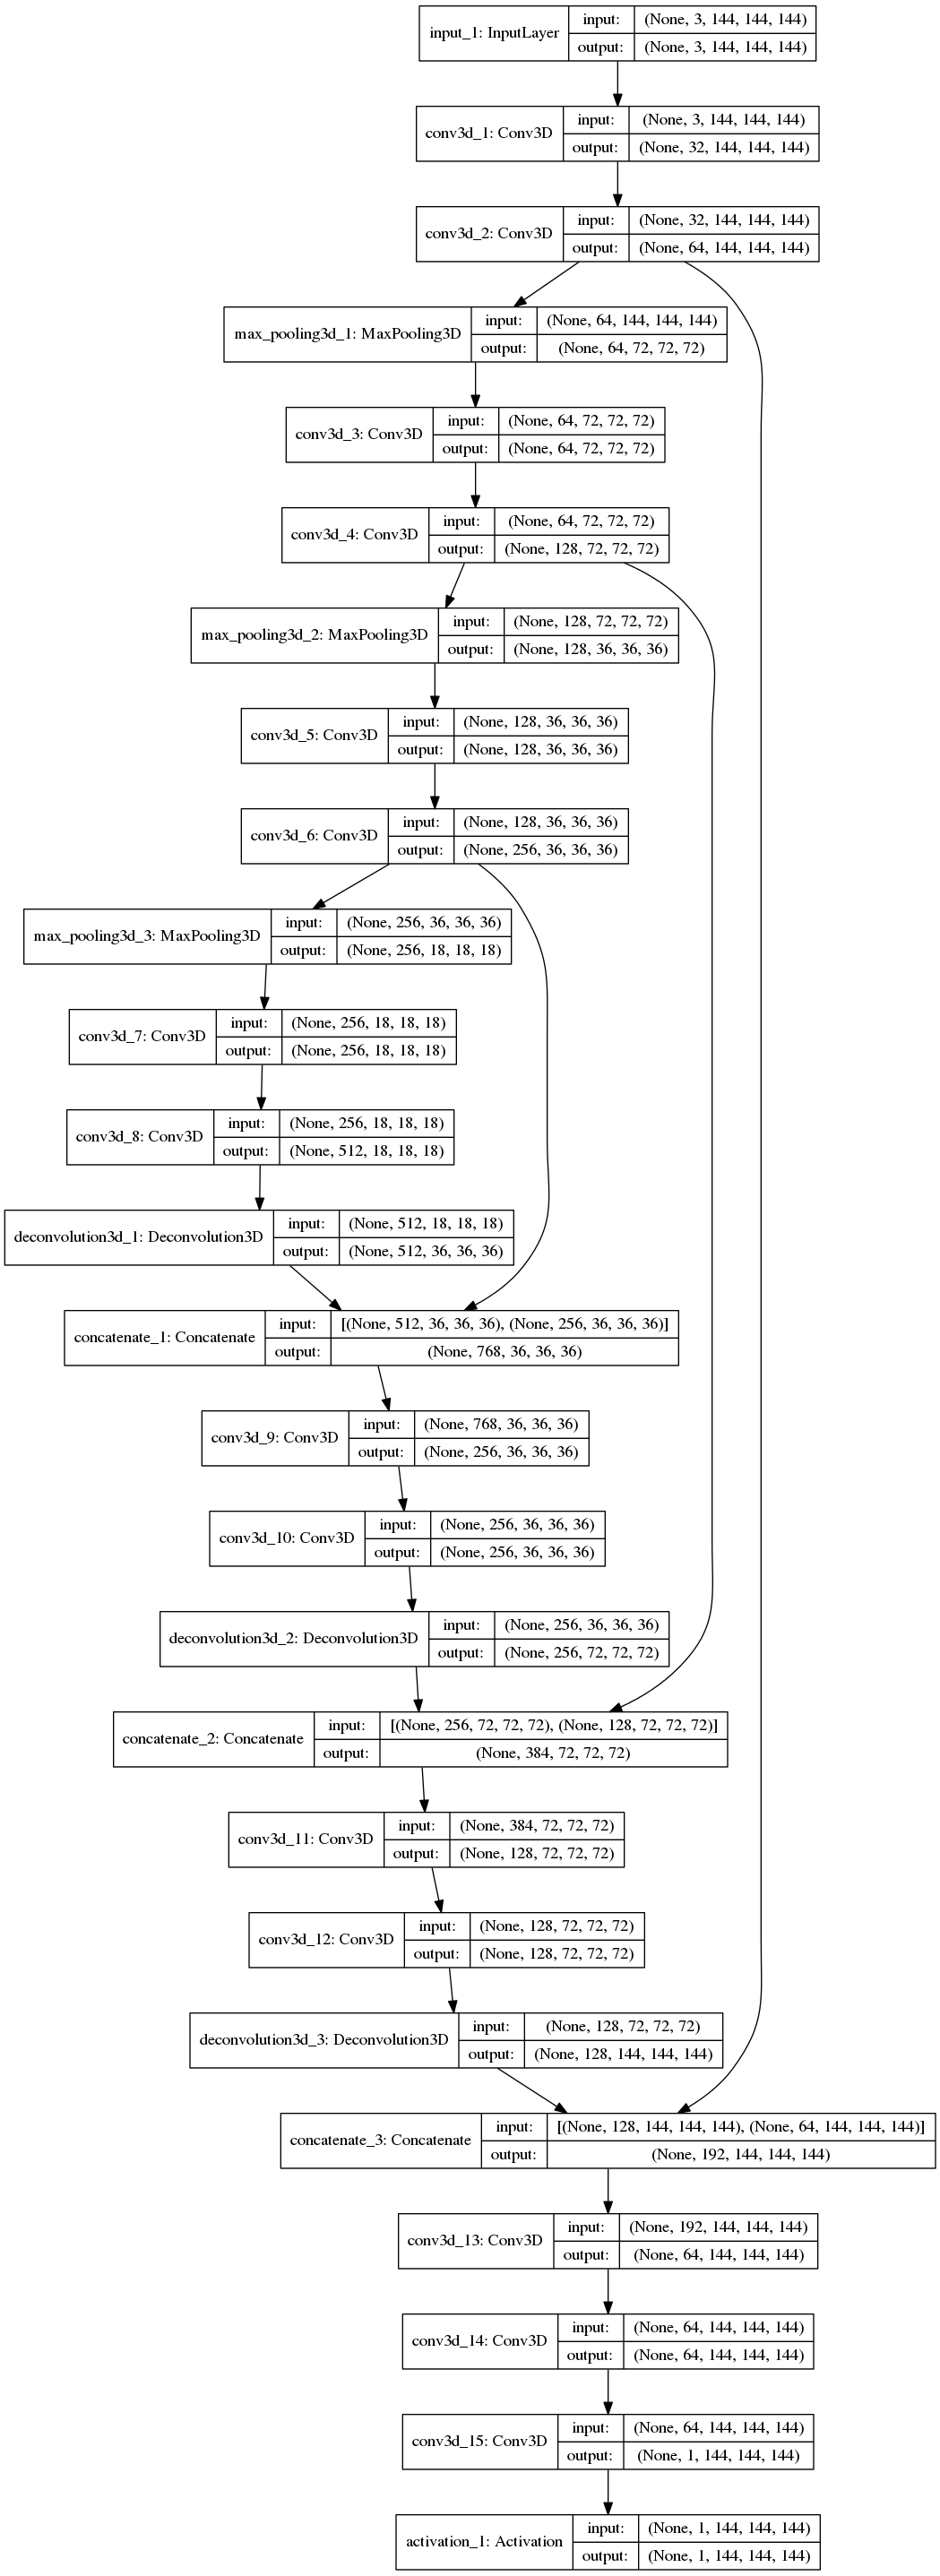 input_1: InputLayer
input: (None, 3, 144, 144, 144)
output: (None, 3, 144, 144, 144)
conv3d_1: Conv3D
input: (None, 3, 144, 144, 144)
output: (None, 32, 144, 144, 144)
conv3d_2: Conv3D
input: (None, 32, 144, 144, 144)
output: (None, 64, 144, 144, 144)
max_pooling3d_1: MaxPooling3D
input: (None, 64, 144, 144, 144)
output: (None, 64, 72, 72, 72)
conv3d_3: Conv3D
input: (None, 64, 72, 72, 72)
output: (None, 64, 72, 72, 72)
conv3d_4: Conv3D
input: (None, 64, 72, 72, 72)
output: (None, 128, 72, 72, 72)
max_pooling3d_2: MaxPooling3D
input: (None, 128, 72, 72, 72)
output: (None, 128, 36, 36, 36)
conv3d_5: Conv3D
input: (None, 128, 36, 36, 36)
output: (None, 128, 36, 36, 36)
conv3d_6: Conv3D
input: (None, 128, 36, 36, 36)
output: (None, 256, 36, 36, 36)
max_pooling3d_3: MaxPooling3D
input: (None, 256, 36, 36, 36)
output: (None, 256, 18, 18, 18)
conv3d_7: Conv3D
input: (None, 256, 18, 18, 18)
output: (None, 256, 18, 18, 18)
conv3d_8: Conv3D
input: (None, 256, 18, 18, 18)
output: (None, 512, 18, 18, 18)
deconvolution3d_1: Deconvolution3D
input: (None, 512, 18, 18, 18)
output: (None, 512, 36, 36, 36)
concatenate_1: Concatenate
input: [(None, 512, 36, 36, 36), (None, 256, 36, 36, 36)]
output: (None, 768, 36, 36, 36)
conv3d_9: Conv3D
input: (None, 768, 36, 36, 36)
output: (None, 256, 36, 36, 36)
conv3d_10: Conv3D
input: (None, 256, 36, 36, 36)
output: (None, 256, 36, 36, 36)
deconvolution3d_2: Deconvolution3D
input: (None, 256, 36, 36, 36)
output: (None, 256, 72, 72, 72)
concatenate_2: Concatenate
input: [(None, 256, 72, 72, 72), (None, 128, 72, 72, 72)]
output: (None, 384, 72, 72, 72)
conv3d_11: Conv3D
input: (None, 384, 72, 72, 72)
output: (None, 128, 72, 72, 72)
conv3d_12: Conv3D
input: (None, 128, 72, 72, 72)
output: (None, 128, 72, 72, 72)
deconvolution3d_3: Deconvolution3D
input: (None, 128, 72, 72, 72)
output: (None, 128, 144, 144, 144)
concatenate_3: Concatenate
input: [(None, 128, 144, 144, 144), (None, 64, 144, 144, 144)]
output: (None, 192, 144, 144, 144)
conv3d_13: Conv3D
input: (None, 192, 144, 144, 144)
output: (None, 64, 144, 144, 144)
conv3d_14: Conv3D
input: (None, 64, 144, 144, 144)
output: (None, 64, 144, 144, 144)
conv3d_15: Conv3D
input: (None, 64, 144, 144, 144)
output: (None, 1, 144, 144, 144)
activation_1: Activation
input: (None, 1, 144, 144, 144)
output: (None, 1, 144, 144, 144)